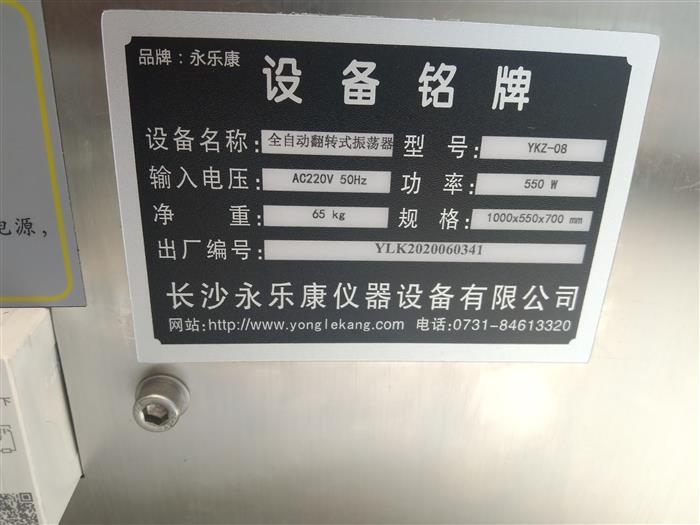 品牌：永乐康
设备铭牌
设备名称：全自动翻转式振荡器 型号：YKZ-08
输入电压：AC220V 50Hz 功率：550 W
净重：65 kg 规格：1000x550x700 mm
出厂编号：YLK2020060341
长沙永乐康仪器设备有限公司
网站:http://www.yonglekang.com 电话:0731-84613320
电源，
下